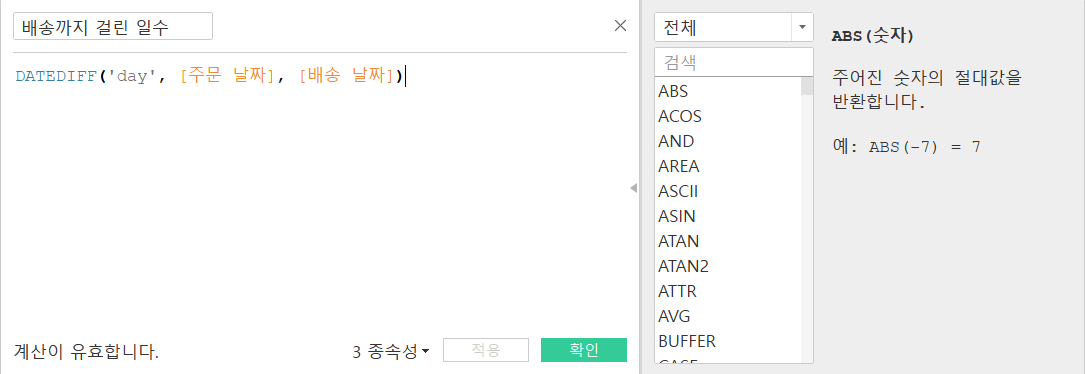 배송까지 걸린 일수
DATEDIFF('day', [주문 날짜], [배송 날짜])
계산이 유효합니다.
3 종속성
적용
확인
전체
검색
ABS
ACOS
AND
AREA
ASCII
ASIN
ATAN
ATAN2
ATTR
AVG
BUFFER
CASE
ABS(숫자)
주어진 숫자의 절대값을
반환합니다.
예: ABS(-7) = 7